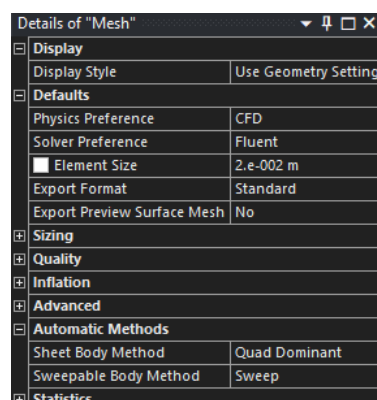 Details of "Mesh"
Display
Display Style Use Geometry Setting
Defaults
Physics Preference CFD
Solver Preference Fluent
Element Size 2.e-002 m
Export Format Standard
Export Preview Surface Mesh No
Sizing
Quality
Inflation
Advanced
Automatic Methods
Sheet Body Method Quad Dominant
Sweepable Body Method Sweep
Statistics